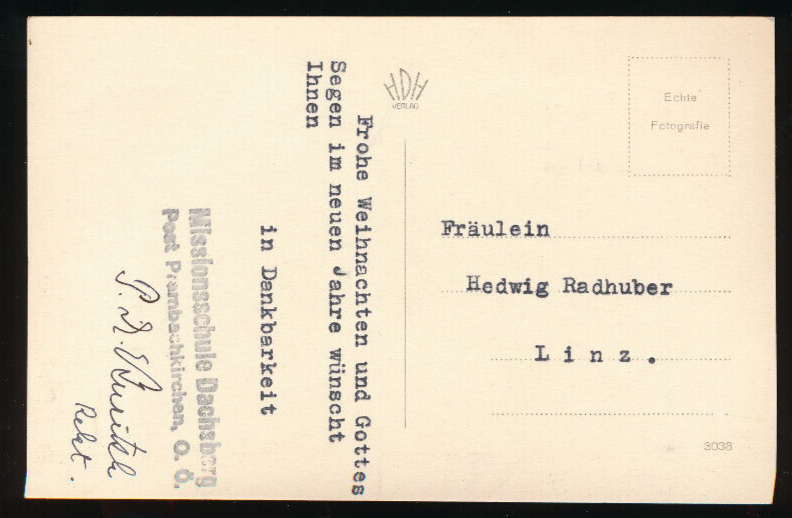 Frohe Weihnachten und Gottes
Segen im neuen Jahre wünscht
Ihnen
in Dankbarkeit
Missionsschule Dachsberg
Post Prambachkirchen, O. Ö.
HDH
VERLAG
Echte
Fotografie
Fräulein
Hedwig Radhuber
Linz.
3038